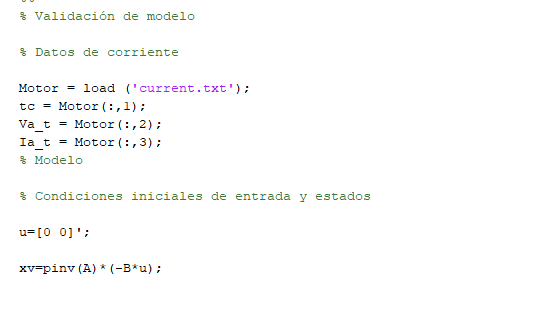 % Validación de modelo
% Datos de corriente
Motor = load ('current.txt');
tc = Motor(:,1);
Va_t = Motor(:,2);
Ia_t = Motor(:,3);
% Modelo
% Condiciones iniciales de entrada y estados
u=[0 0]';
xv=pinv(A)*(-B*u);